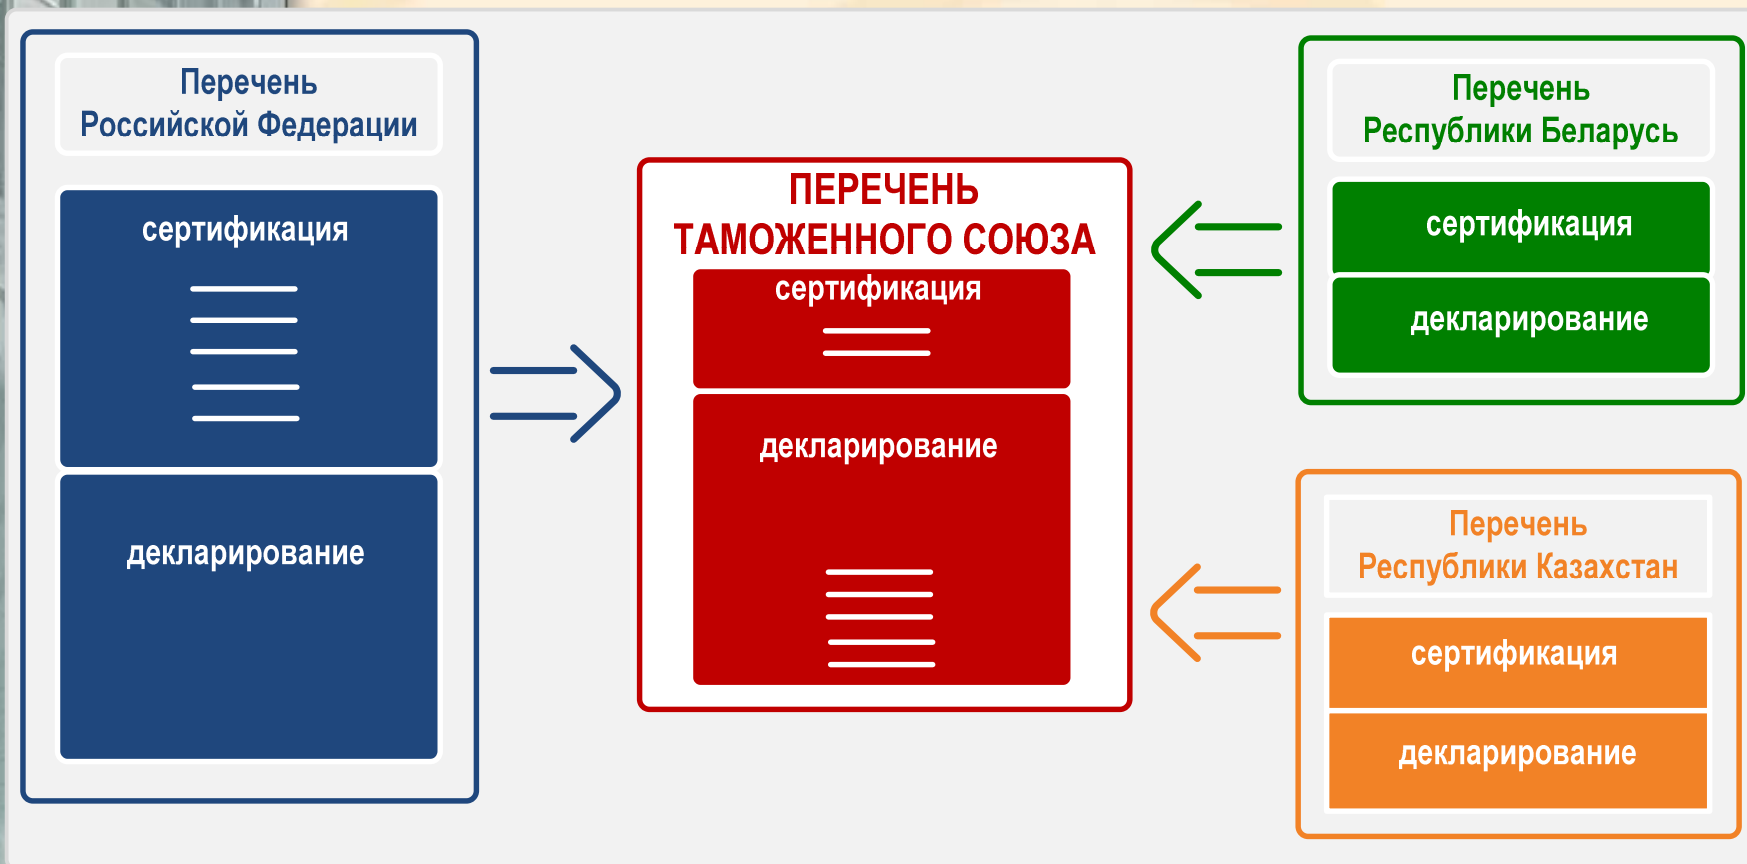 Перечень
Российской Федерации
сертификация
декларирование
ПЕРЕЧЕНЬ
ТАМОЖЕННОГО СОЮЗА
сертификация
декларирование
Перечень
Республики Беларусь
сертификация
декларирование
Перечень
Республики Казахстан
сертификация
декларирование